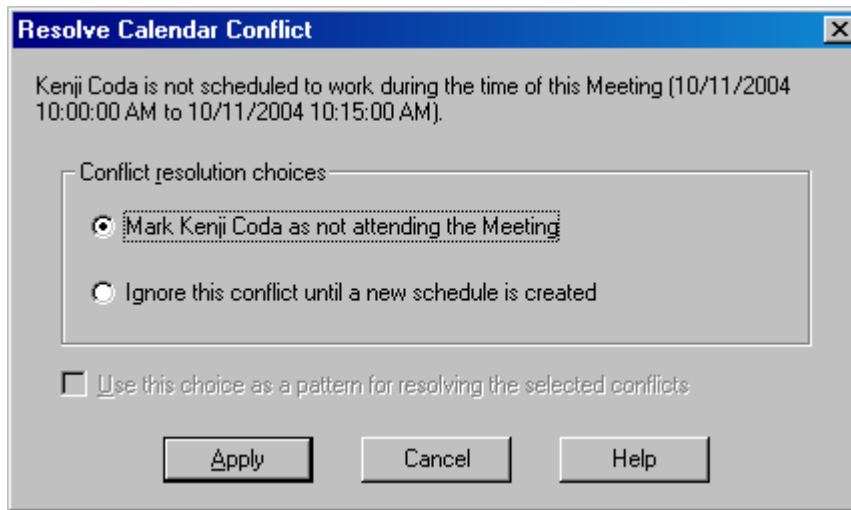 Resolve Calendar Conflict
Kenji Coda is not scheduled to work during the time of this Meeting (10/11/2004
10:00:00 AM to 10/11/2004 10:15:00 AM).
Conflict resolution choices
Mark Kenji Coda as not attending the Meeting
Ignore this conflict until a new schedule is created
Use this choice as a pattern for resolving the selected conflicts
Apply Cancel Help